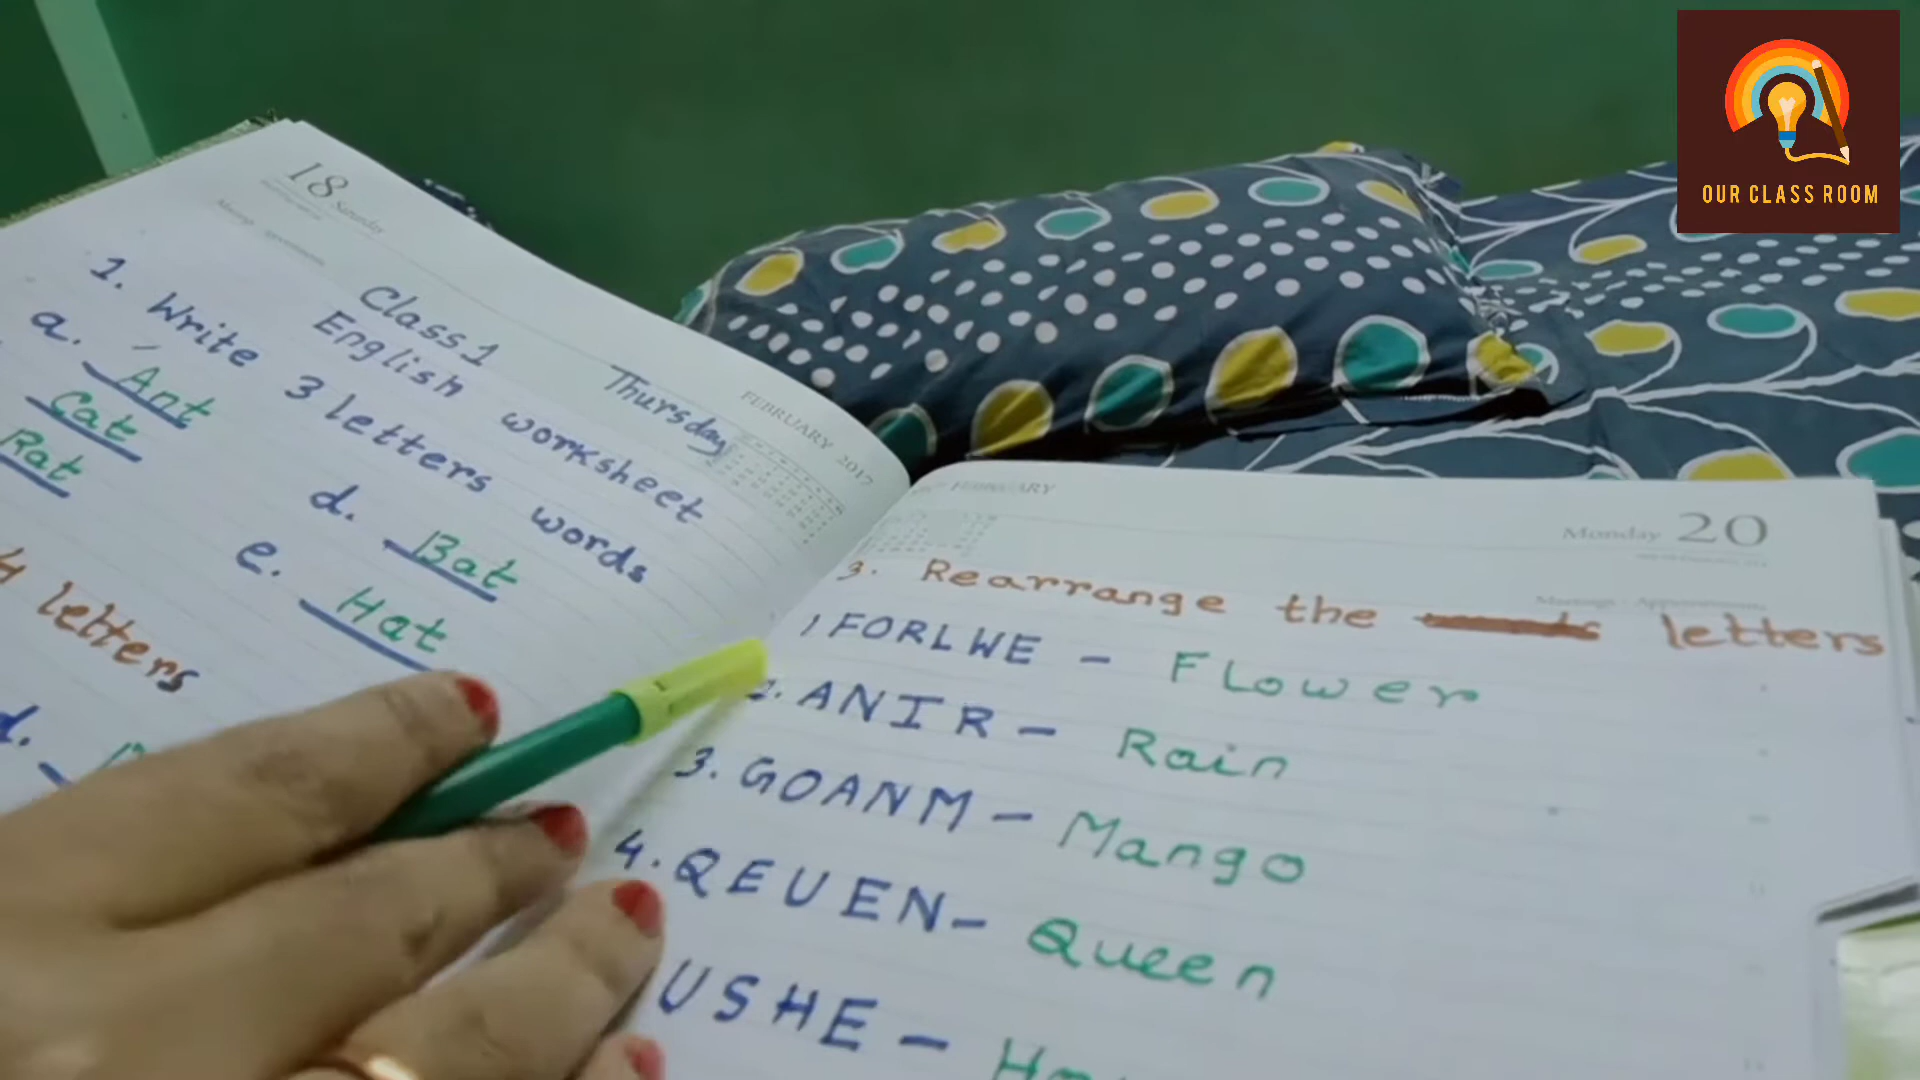 OUR CLASS ROOM
18 Saturday
FEBRUARY 2017
Thursday
Class 1
English worksheet
1. Write 3 letters words
a. Ant
Cat
Rat
d. Bat
e. Hat
4 letters
d.
FEBRUARY
Monday 20
3. Rearrange the letters
1 FORLWE - Flower
2. ANIR - Rain
3. GOANM - Mango
4. QEUEN - Queen
USHE -